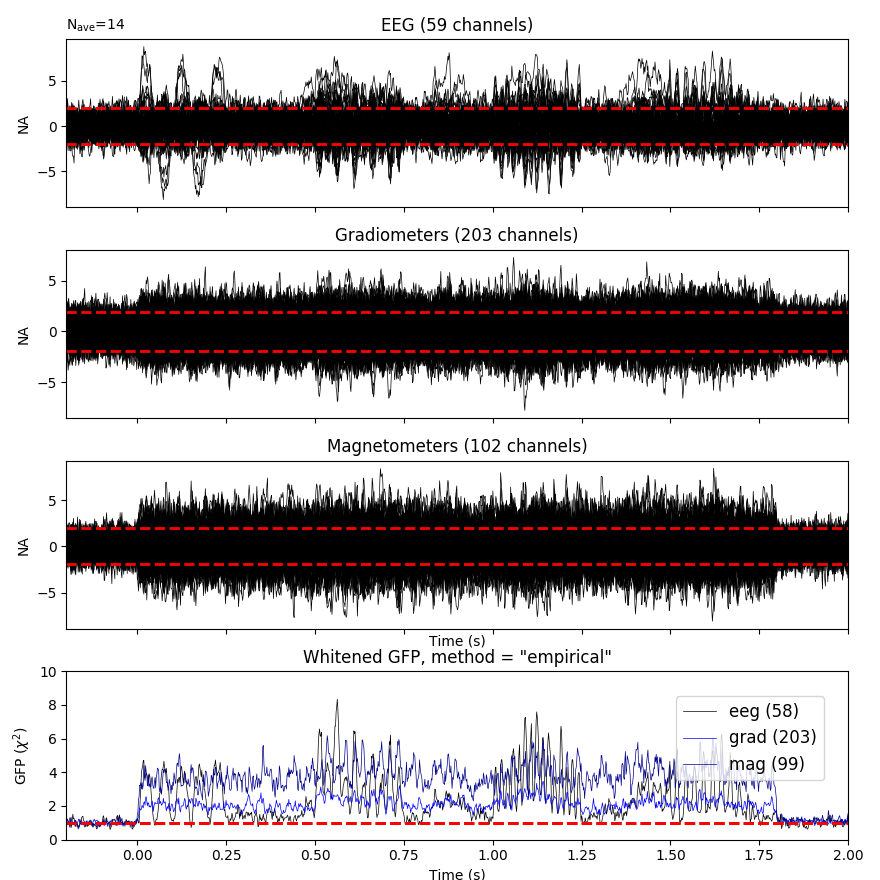 N_ave=14
EEG (59 channels)
5
0
−5
NA
Gradiometers (203 channels)
5
0
−5
NA
Magnetometers (102 channels)
5
0
−5
NA
Time (s)
Whitened GFP, method = "empirical"
10
8
6
4
2
0
GFP (χ²)
eeg (58)
grad (203)
mag (99)
0.00 0.25 0.50 0.75 1.00 1.25 1.50 1.75 2.00
Time (s)